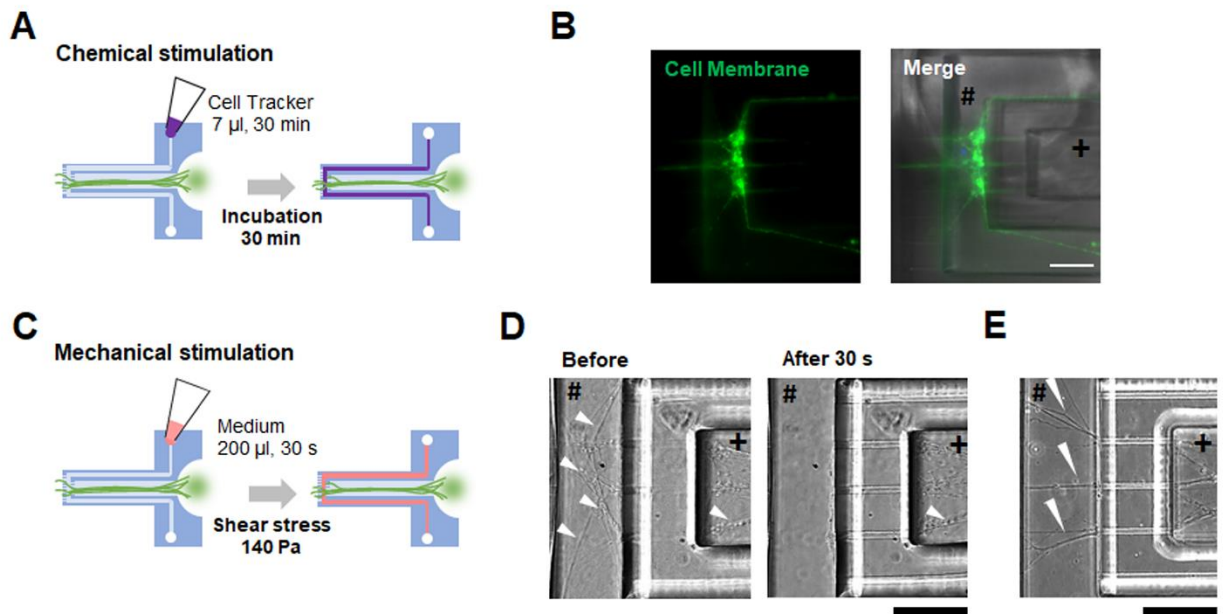 A
Chemical stimulation
Cell Tracker
7 µl, 30 min
Incubation
30 min
B
Cell Membrane
Merge
#
+
C
Mechanical stimulation
Medium
200 µl, 30 s
Shear stress
140 Pa
D
Before
After 30 s
#
+
#
+
E
#
+